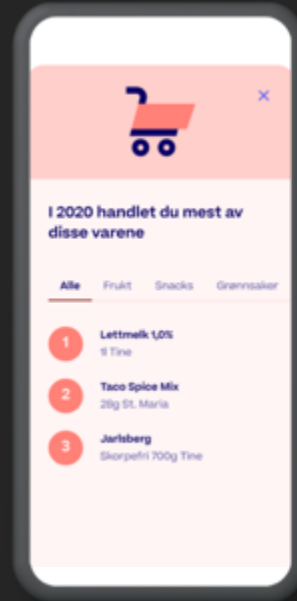 I 2020 handlet du mest av
disse varene
Alle Frukt Snacks Grønnsaker
1
Lettmelk 1,0%
1l Tine
2
Taco Spice Mix
28g St. Maria
3
Jarlsberg
Skorpefri 700g Tine